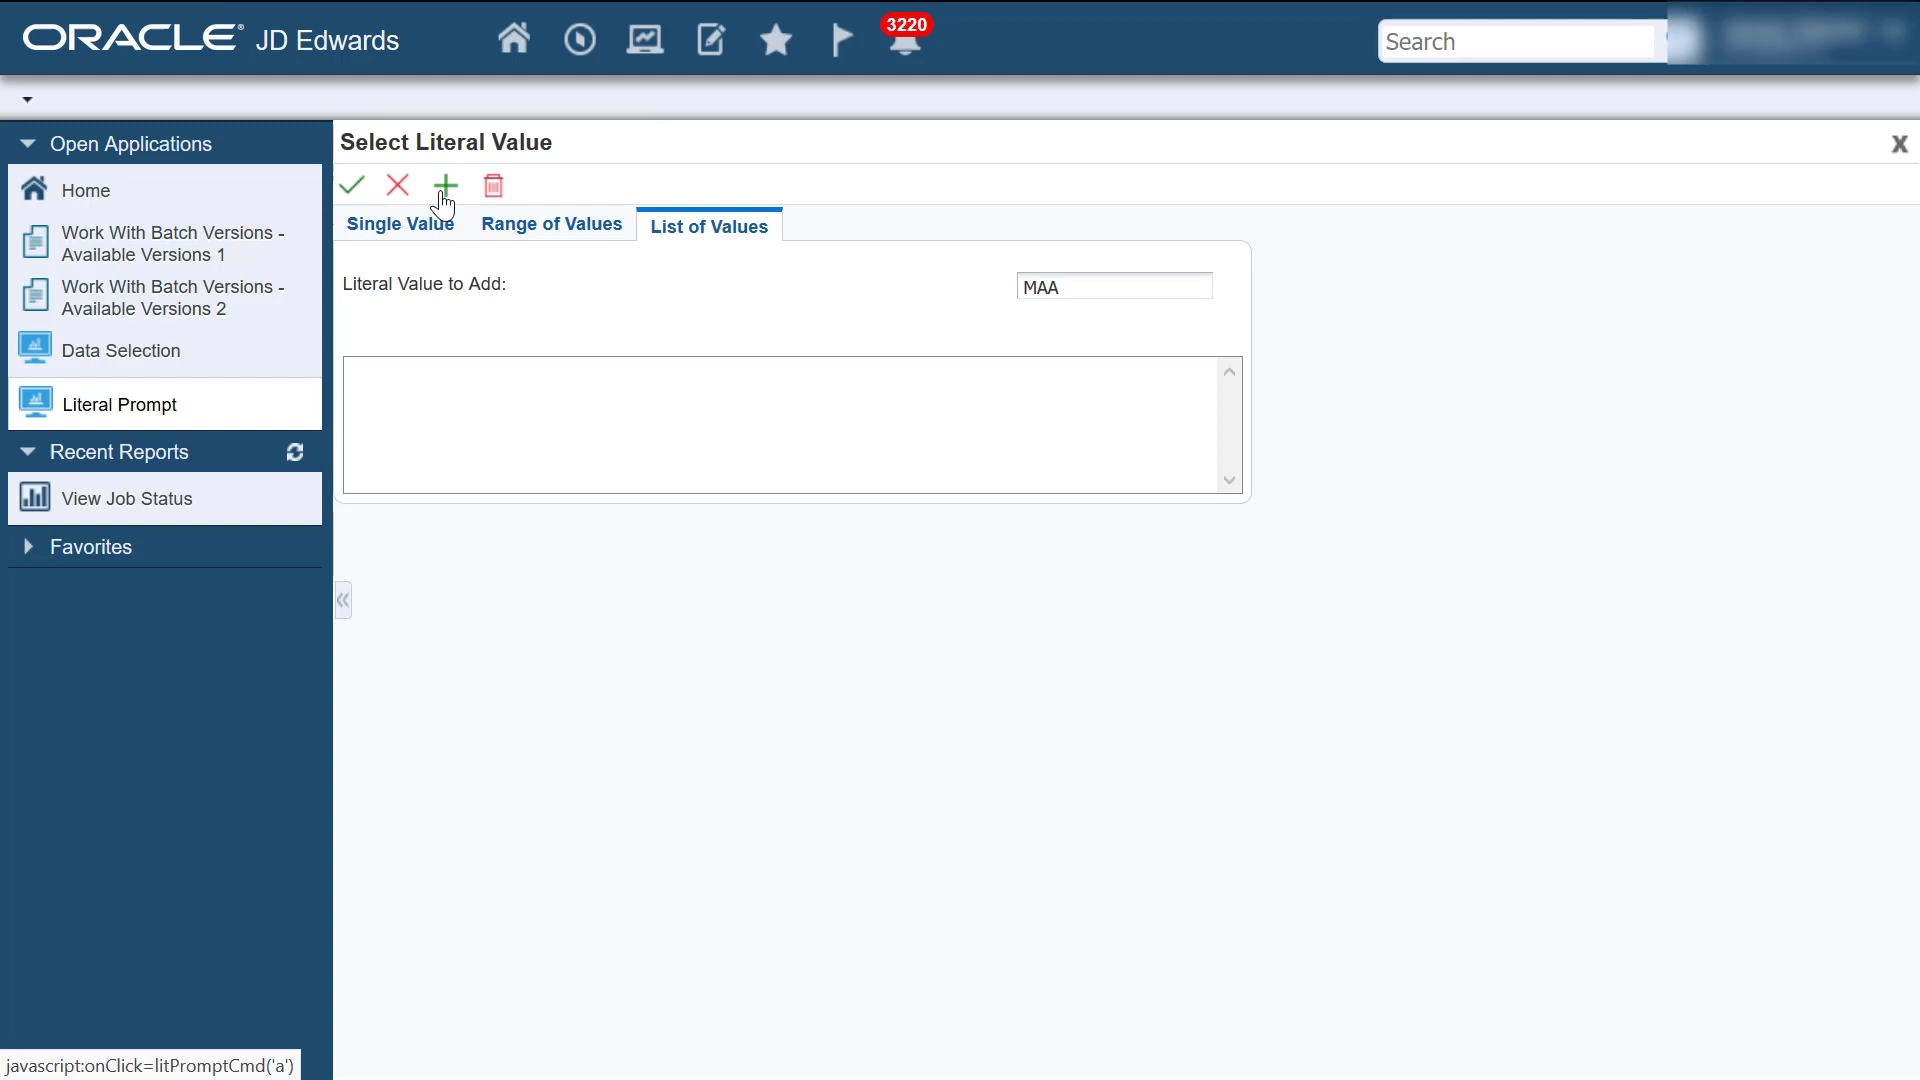 ORACLE® JD Edwards
3220
Search
Open Applications
Home
Work With Batch Versions -
Available Versions 1
Work With Batch Versions -
Available Versions 2
Data Selection
Literal Prompt
Recent Reports
View Job Status
Favorites
Select Literal Value
X
Single Value Range of Values List of Values
Literal Value to Add: MAA
javascript:onClick=litPromptCmd('a')